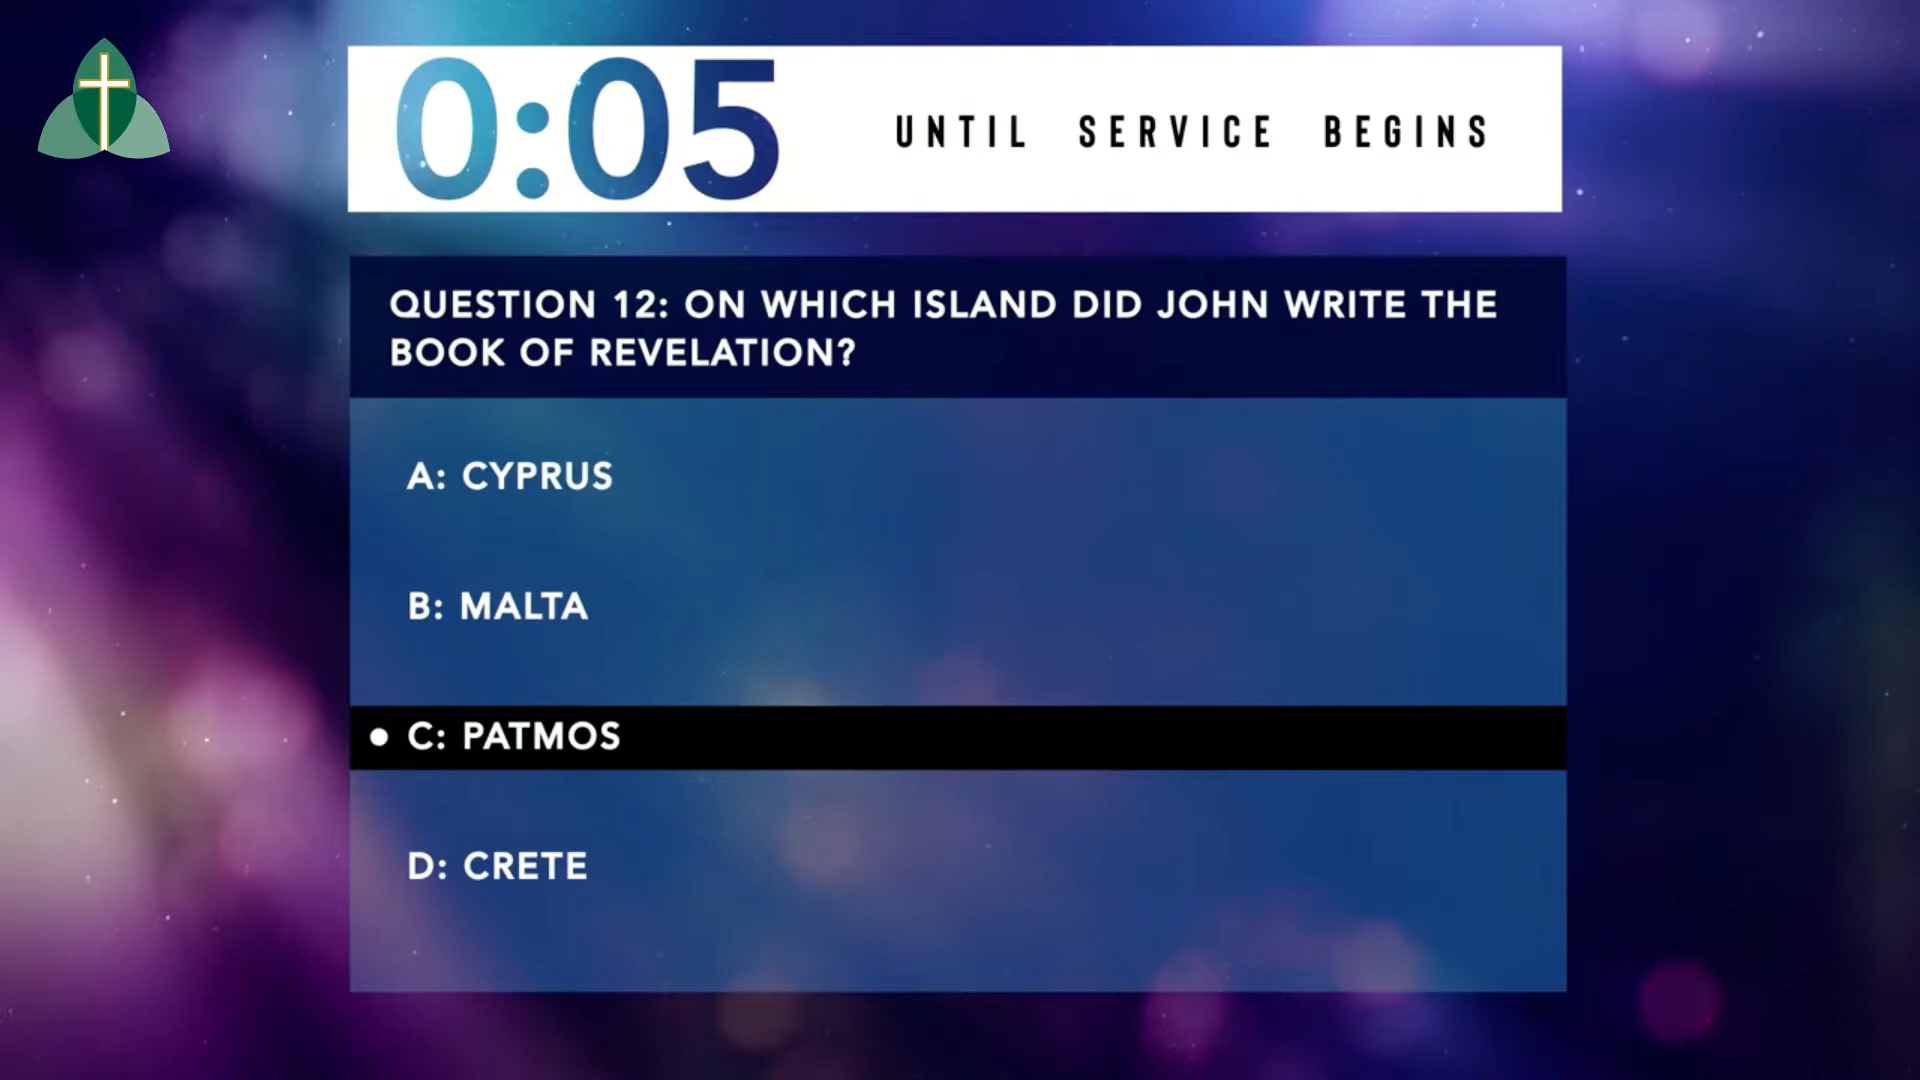 0:05 UNTIL SERVICE BEGINS
QUESTION 12: ON WHICH ISLAND DID JOHN WRITE THE
BOOK OF REVELATION?
A: CYPRUS
B: MALTA
C: PATMOS
D: CRETE